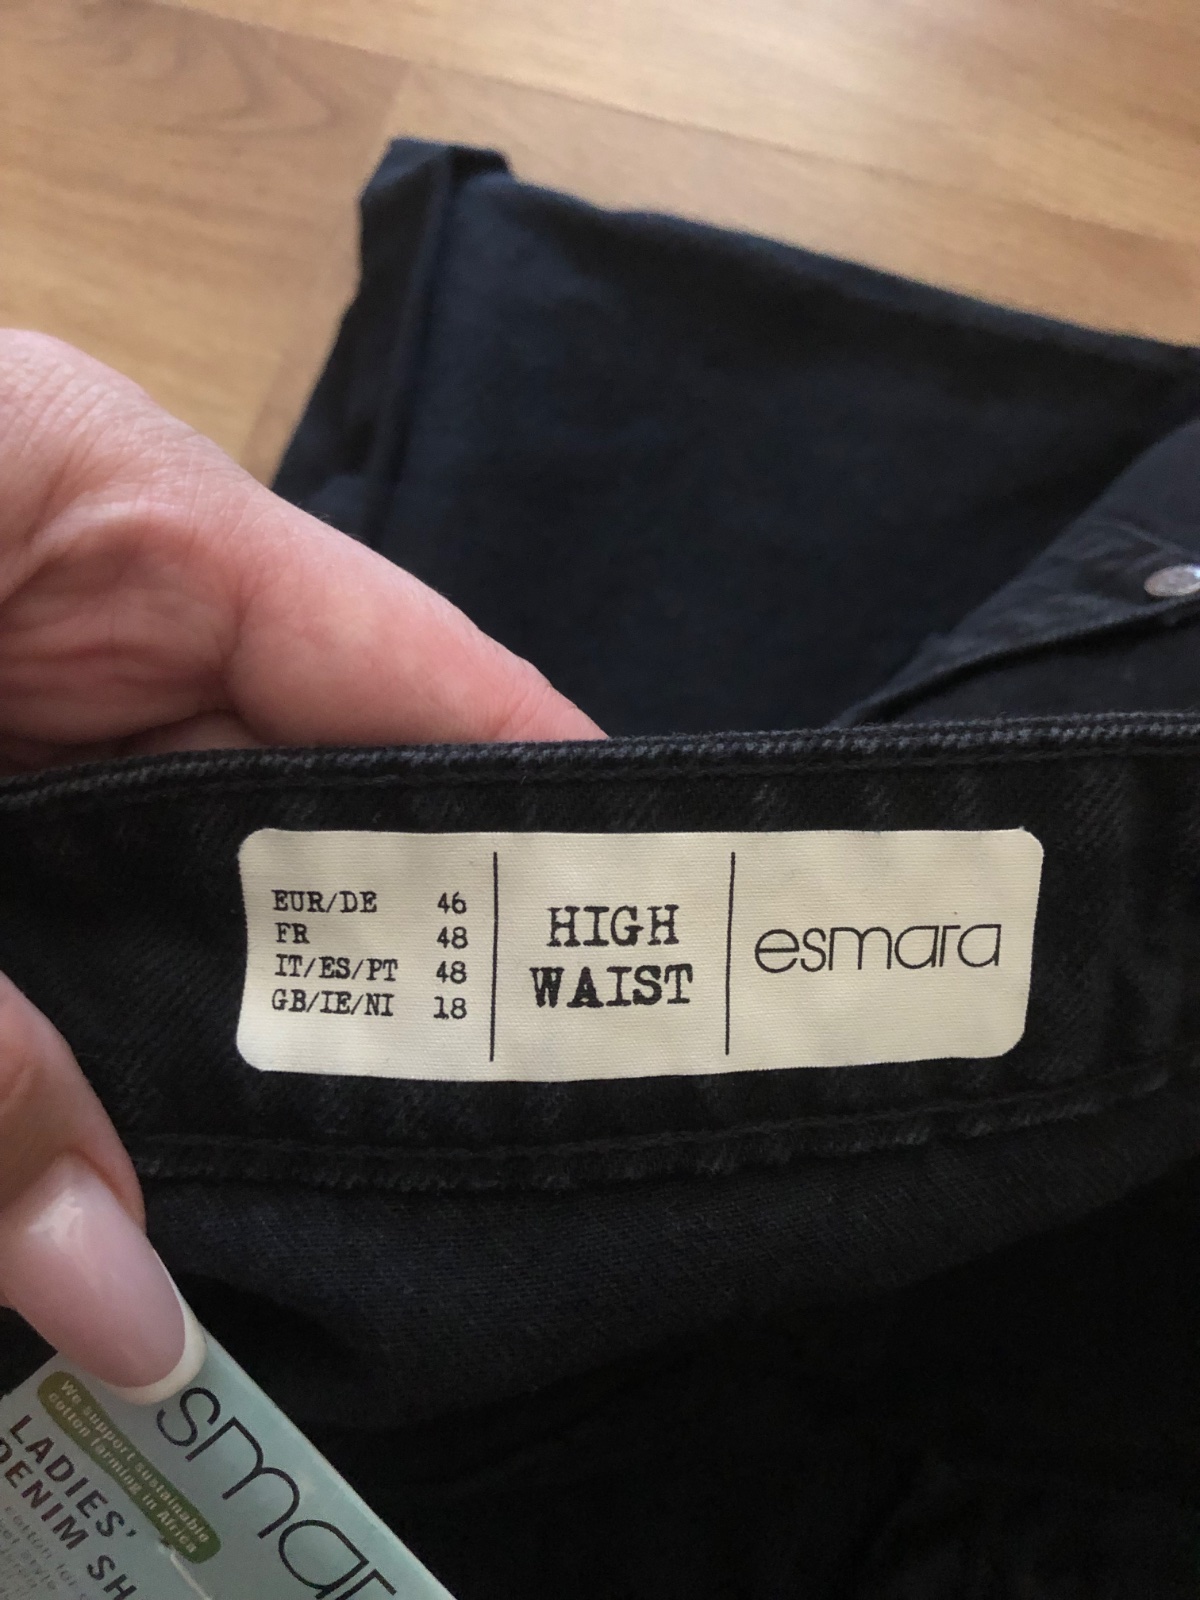 EUR/DE 46
FR 48
IT/ES/PT 48
GB/IE/NI 18
HIGH
WAIST
esmara
smar
We support sustainable
cotton farming in Africa
LADIES'
DENIM SH
cotton